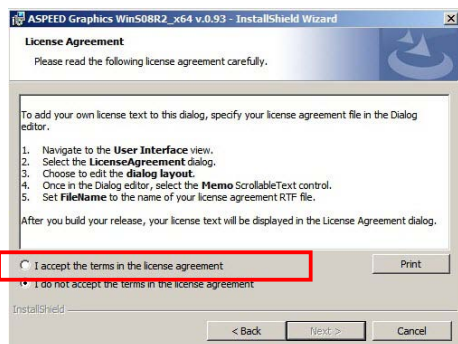 ASPEED Graphics WinS08R2_x64 v.0.93 - InstallShield Wizard
License Agreement
Please read the following license agreement carefully.
To add your own license text to this dialog, specify your license agreement file in the Dialog
editor.
1. Navigate to the User Interface view.
2. Select the LicenseAgreement dialog.
3. Choose to edit the dialog layout.
4. Once in the Dialog editor, select the Memo ScrollableText control.
5. Set FileName to the name of your license agreement RTF file.
After you build your release, your license text will be displayed in the License Agreement dialog.
I accept the terms in the license agreement
Print
I do not accept the terms in the license agreement
InstallShield
< Back Next > Cancel